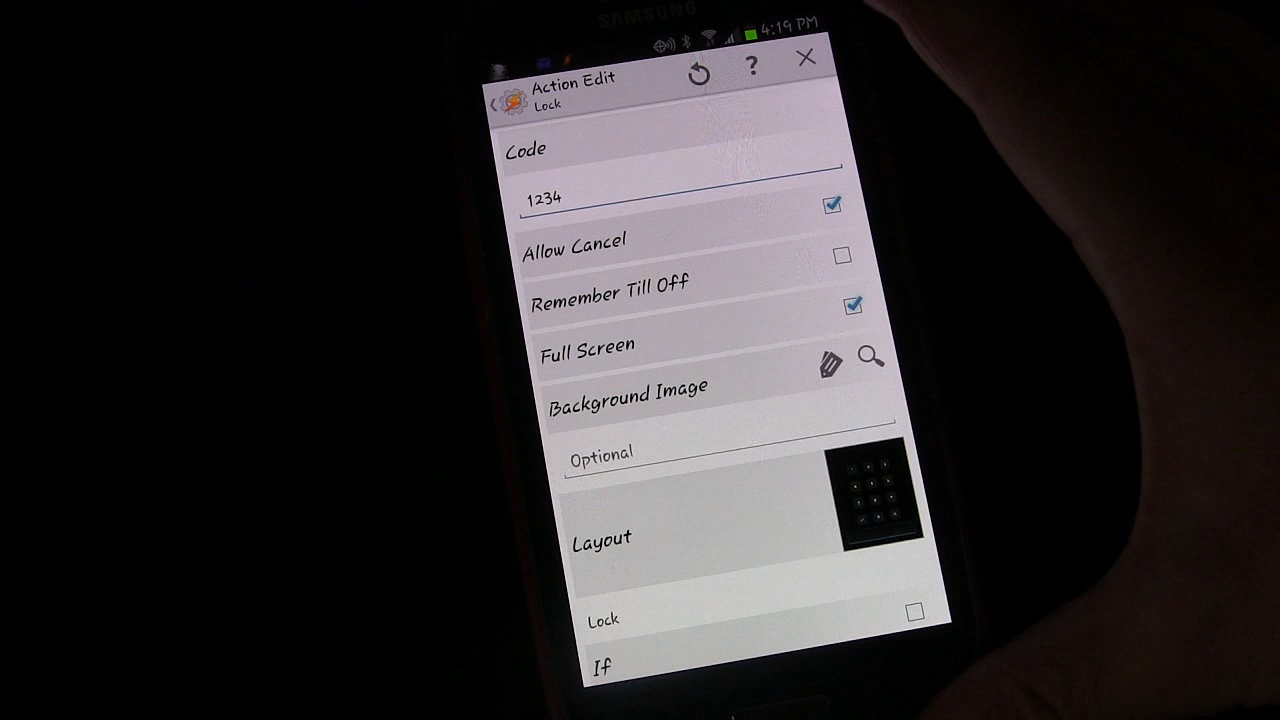 SAMSUNG
4:19 PM
Action Edit
?
Lock
Code
1234
Allow Cancel
Remember Till Off
Full Screen
Background Image
Optional
Layout
Lock
If